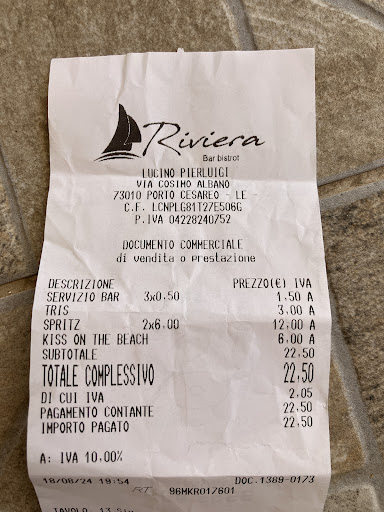 Riviera
Bar bistrot
LUCINO PIERLUIGI
VIA COSIMO ALBANO
73010 PORTO CESAREO - LE -
C.F. LCNPLG81T27E506G
P.IVA 04228240752
DOCUMENTO COMMERCIALE
di vendita o prestazione
DESCRIZIONE PREZZO(€) IVA
SERVIZIO BAR 3x0,50 1,50 A
TRIS 3,00 A
SPRITZ 2x6,00 12,00 A
KISS ON THE BEACH 6,00 A
SUBTOTALE 22,50
TOTALE COMPLESSIVO 22,50
DI CUI IVA 2,05
PAGAMENTO CONTANTE 22,50
IMPORTO PAGATO 22,50
A: IVA 10,00%
18/08/24 19:54 DOC.1389-0173
RT 96MKR017601
TAVOLO 13